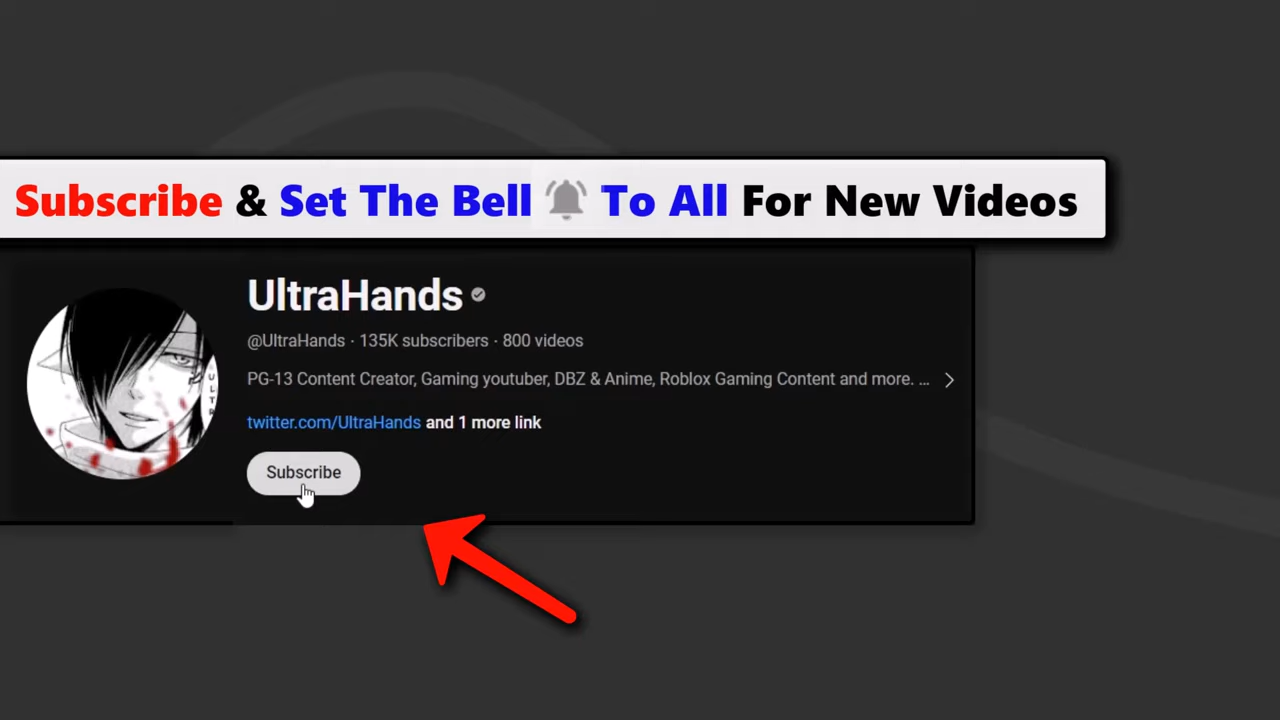 Subscribe & Set The Bell To All For New Videos
UltraHands
@UltraHands · 135K subscribers · 800 videos
PG-13 Content Creator, Gaming youtuber, DBZ & Anime, Roblox Gaming Content and more. ...
twitter.com/UltraHands and 1 more link
Subscribe
ULTR